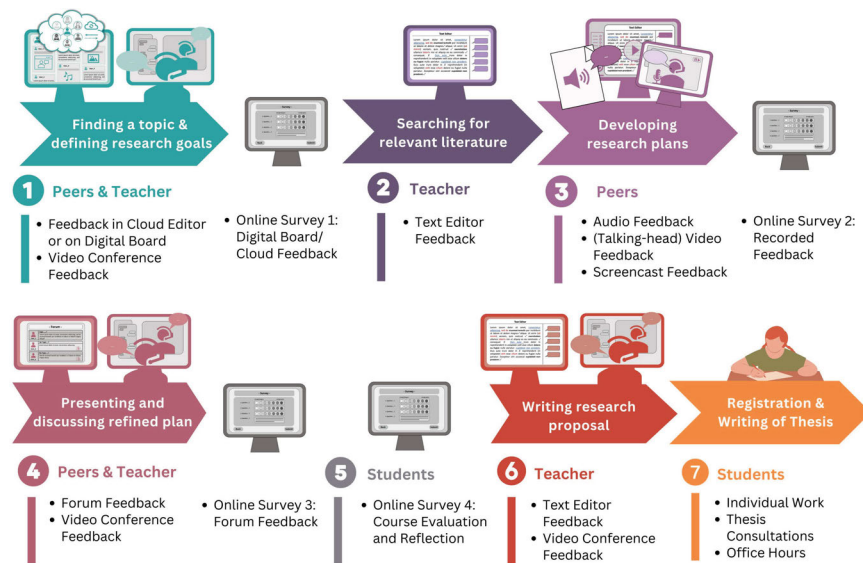 Finding a topic &
defining research goals
Searching for
relevant literature
Developing
research plans
1 Peers & Teacher
• Feedback in Cloud Editor
or on Digital Board
• Video Conference
Feedback
• Online Survey 1:
Digital Board/
Cloud Feedback
2 Teacher
• Text Editor
Feedback
3 Peers
• Audio Feedback
• (Talking-head) Video
Feedback
• Screencast Feedback
• Online Survey 2:
Recorded
Feedback
Presenting and
discussing refined plan
Writing research
proposal
Registration &
Writing of Thesis
4 Peers & Teacher
• Forum Feedback
• Video Conference
Feedback
• Online Survey 3:
Forum Feedback
5 Students
• Online Survey 4:
Course Evaluation
and Reflection
6 Teacher
• Text Editor
Feedback
• Video Conference
Feedback
7 Students
• Individual Work
• Thesis
Consultations
• Office Hours